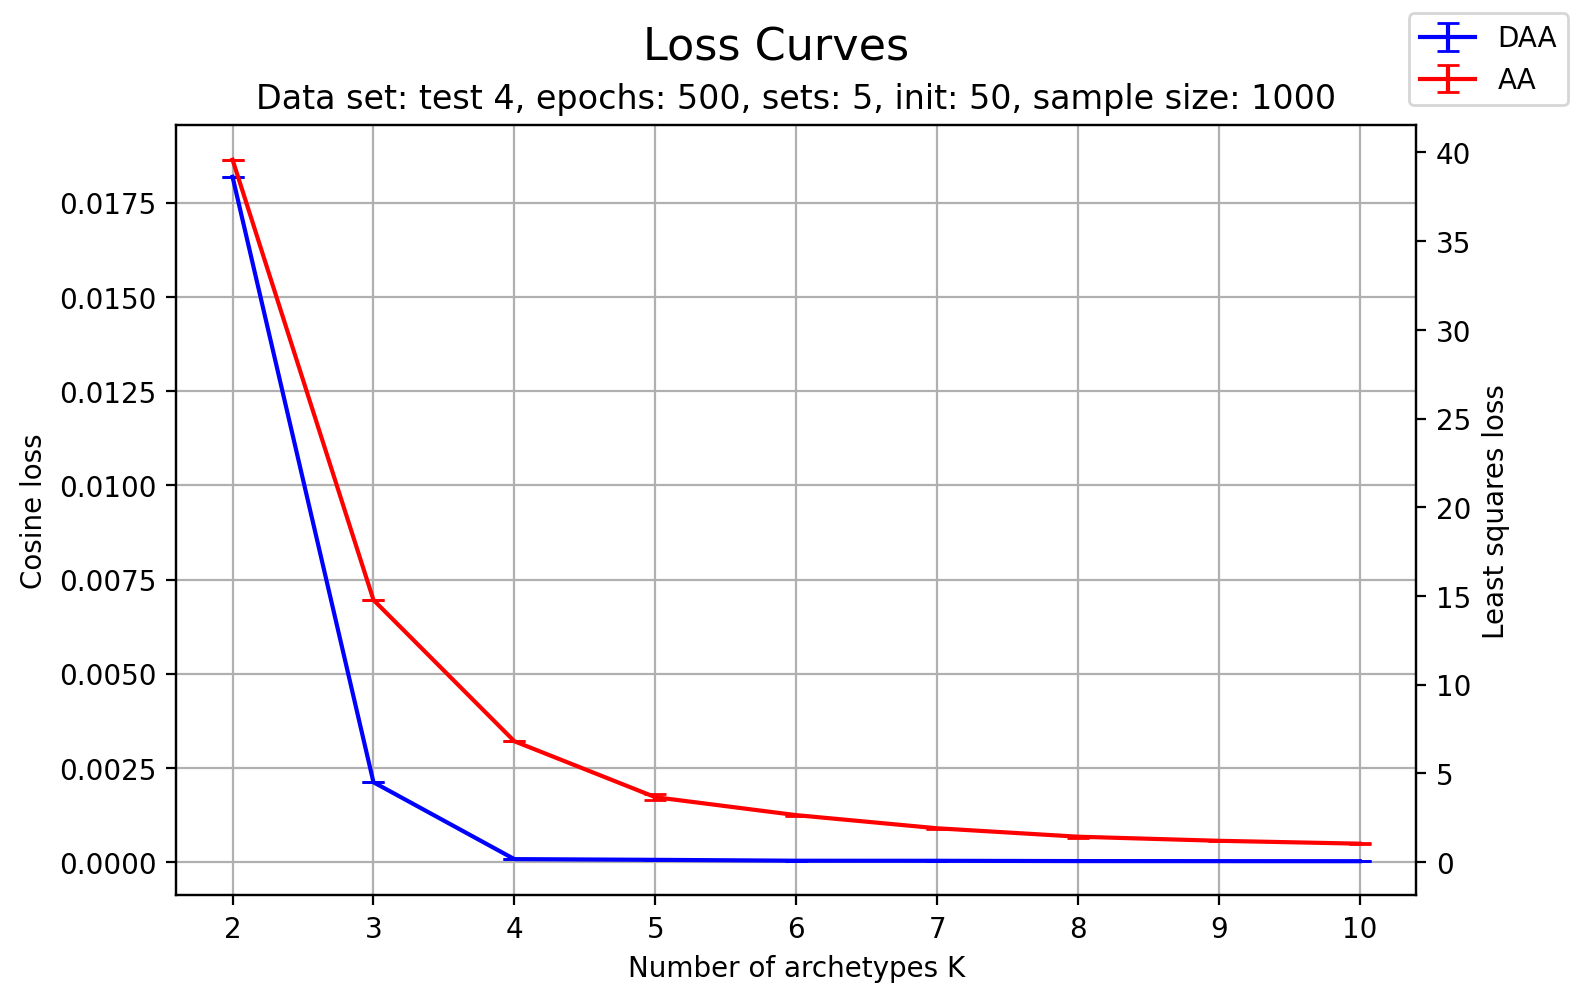 Loss Curves
Data set: test 4, epochs: 500, sets: 5, init: 50, sample size: 1000
DAA
AA
Cosine loss
0.0175
0.0150
0.0125
0.0100
0.0075
0.0050
0.0025
0.0000
40
35
30
25
20
15
10
5
0
Least squares loss
2 3 4 5 6 7 8 9 10
Number of archetypes K